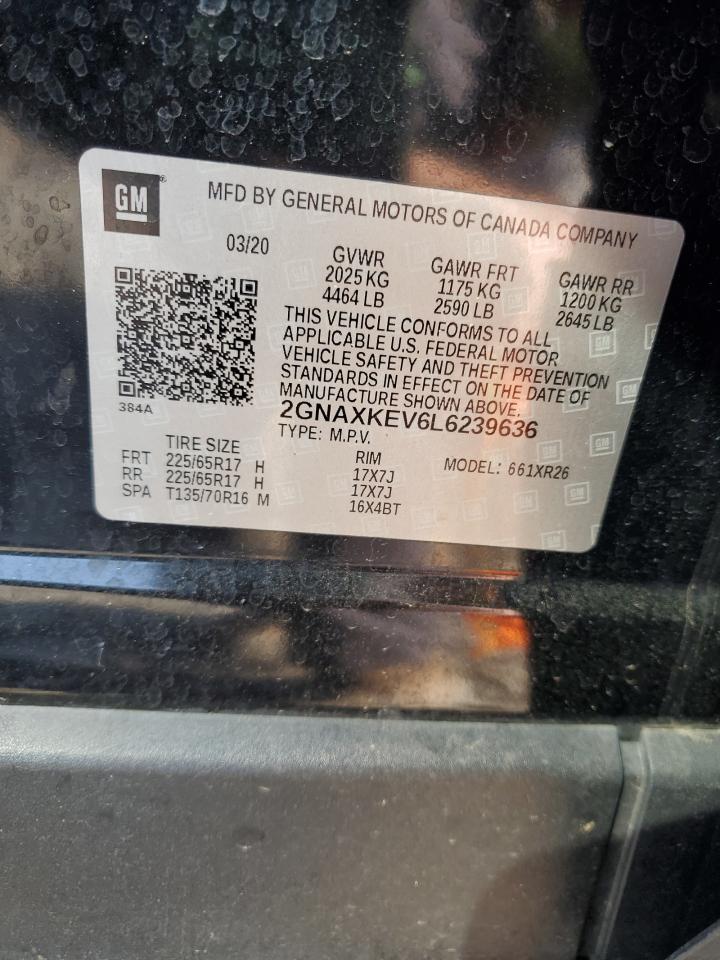 GM
MFD BY GENERAL MOTORS OF CANADA COMPANY
03/20
GVWR
2025 KG
4464 LB
GAWR FRT
1175 KG
2590 LB
GAWR RR
1200 KG
2645 LB
THIS VEHICLE CONFORMS TO ALL
APPLICABLE U.S. FEDERAL MOTOR
VEHICLE SAFETY AND THEFT PREVENTION
STANDARDS IN EFFECT ON THE DATE OF
MANUFACTURE SHOWN ABOVE.
384A
2GNAXKEV6L6239636
TYPE: M.P.V.
MODEL: 661XR26
TIRE SIZE RIM
FRT 225/65R17 H 17X7J
RR 225/65R17 H 17X7J
SPA T135/70R16 M 16X4BT